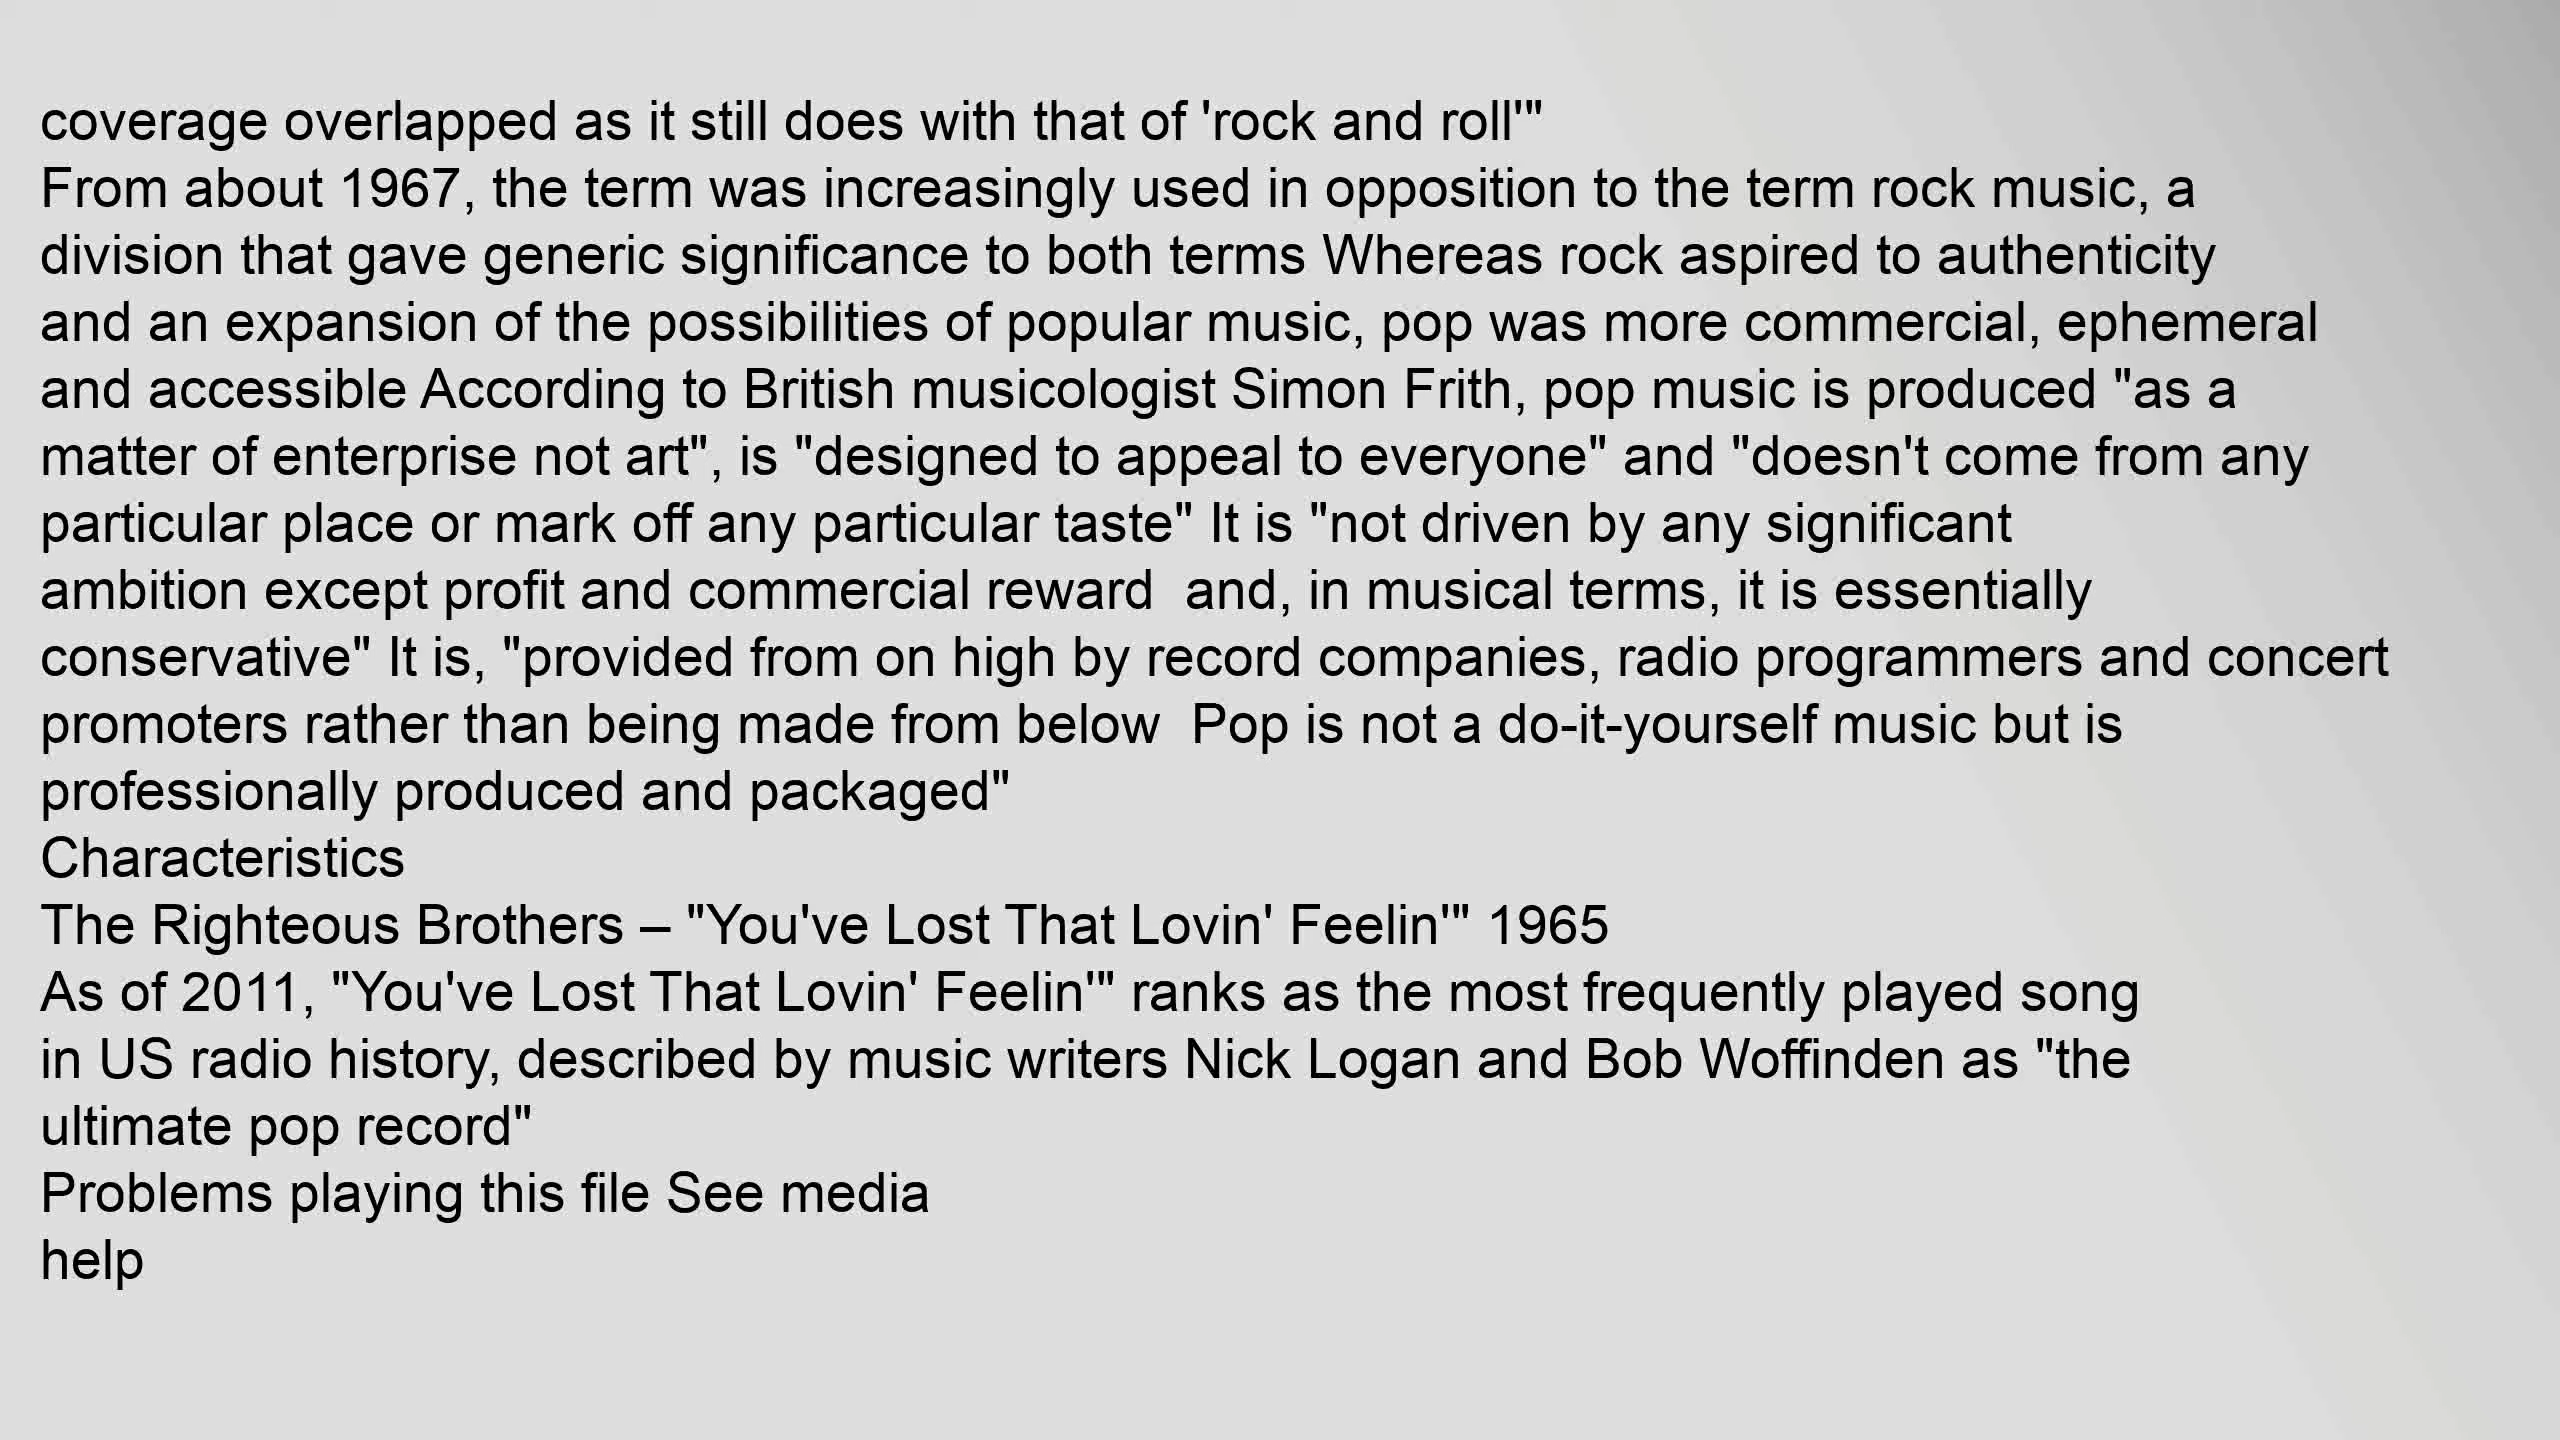 coverage overlapped as it still does with that of 'rock and roll'"
From about 1967, the term was increasingly used in opposition to the term rock music, a
division that gave generic significance to both terms Whereas rock aspired to authenticity
and an expansion of the possibilities of popular music, pop was more commercial, ephemeral
and accessible According to British musicologist Simon Frith, pop music is produced "as a
matter of enterprise not art", is "designed to appeal to everyone" and "doesn't come from any
particular place or mark off any particular taste" It is "not driven by any significant
ambition except profit and commercial reward  and, in musical terms, it is essentially
conservative" It is, "provided from on high by record companies, radio programmers and concert
promoters rather than being made from below  Pop is not a do-it-yourself music but is
professionally produced and packaged"
Characteristics
The Righteous Brothers – "You've Lost That Lovin' Feelin'" 1965
As of 2011, "You've Lost That Lovin' Feelin'" ranks as the most frequently played song
in US radio history, described by music writers Nick Logan and Bob Woffinden as "the
ultimate pop record"
Problems playing this file See media
help